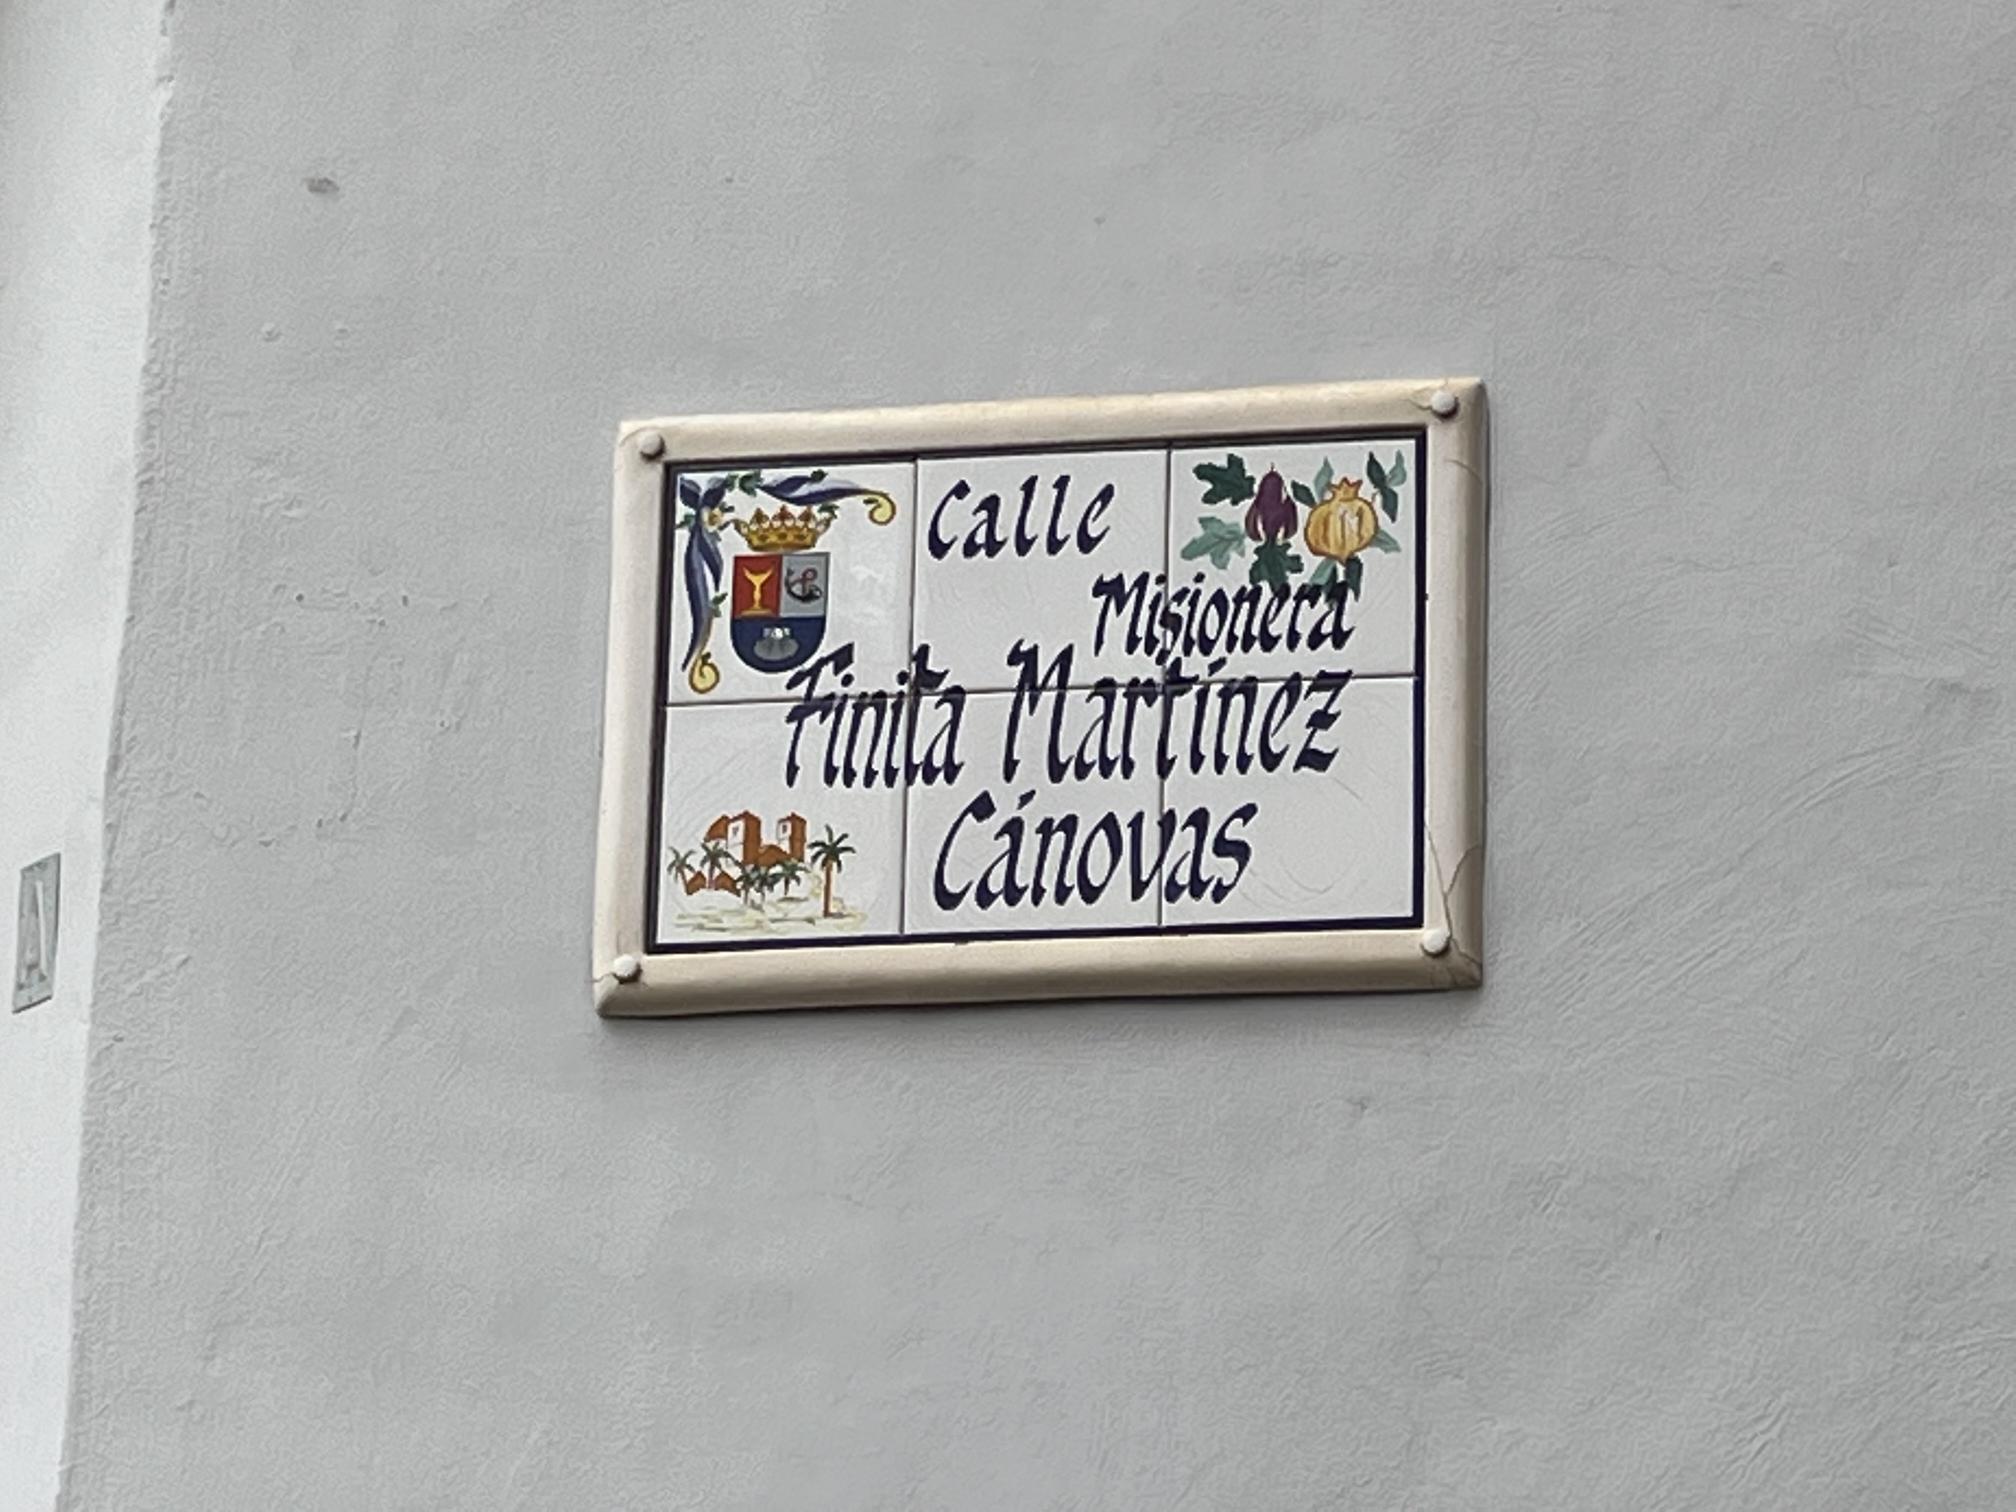 Calle
Misionera
Finita Martínez
Cánovas
A